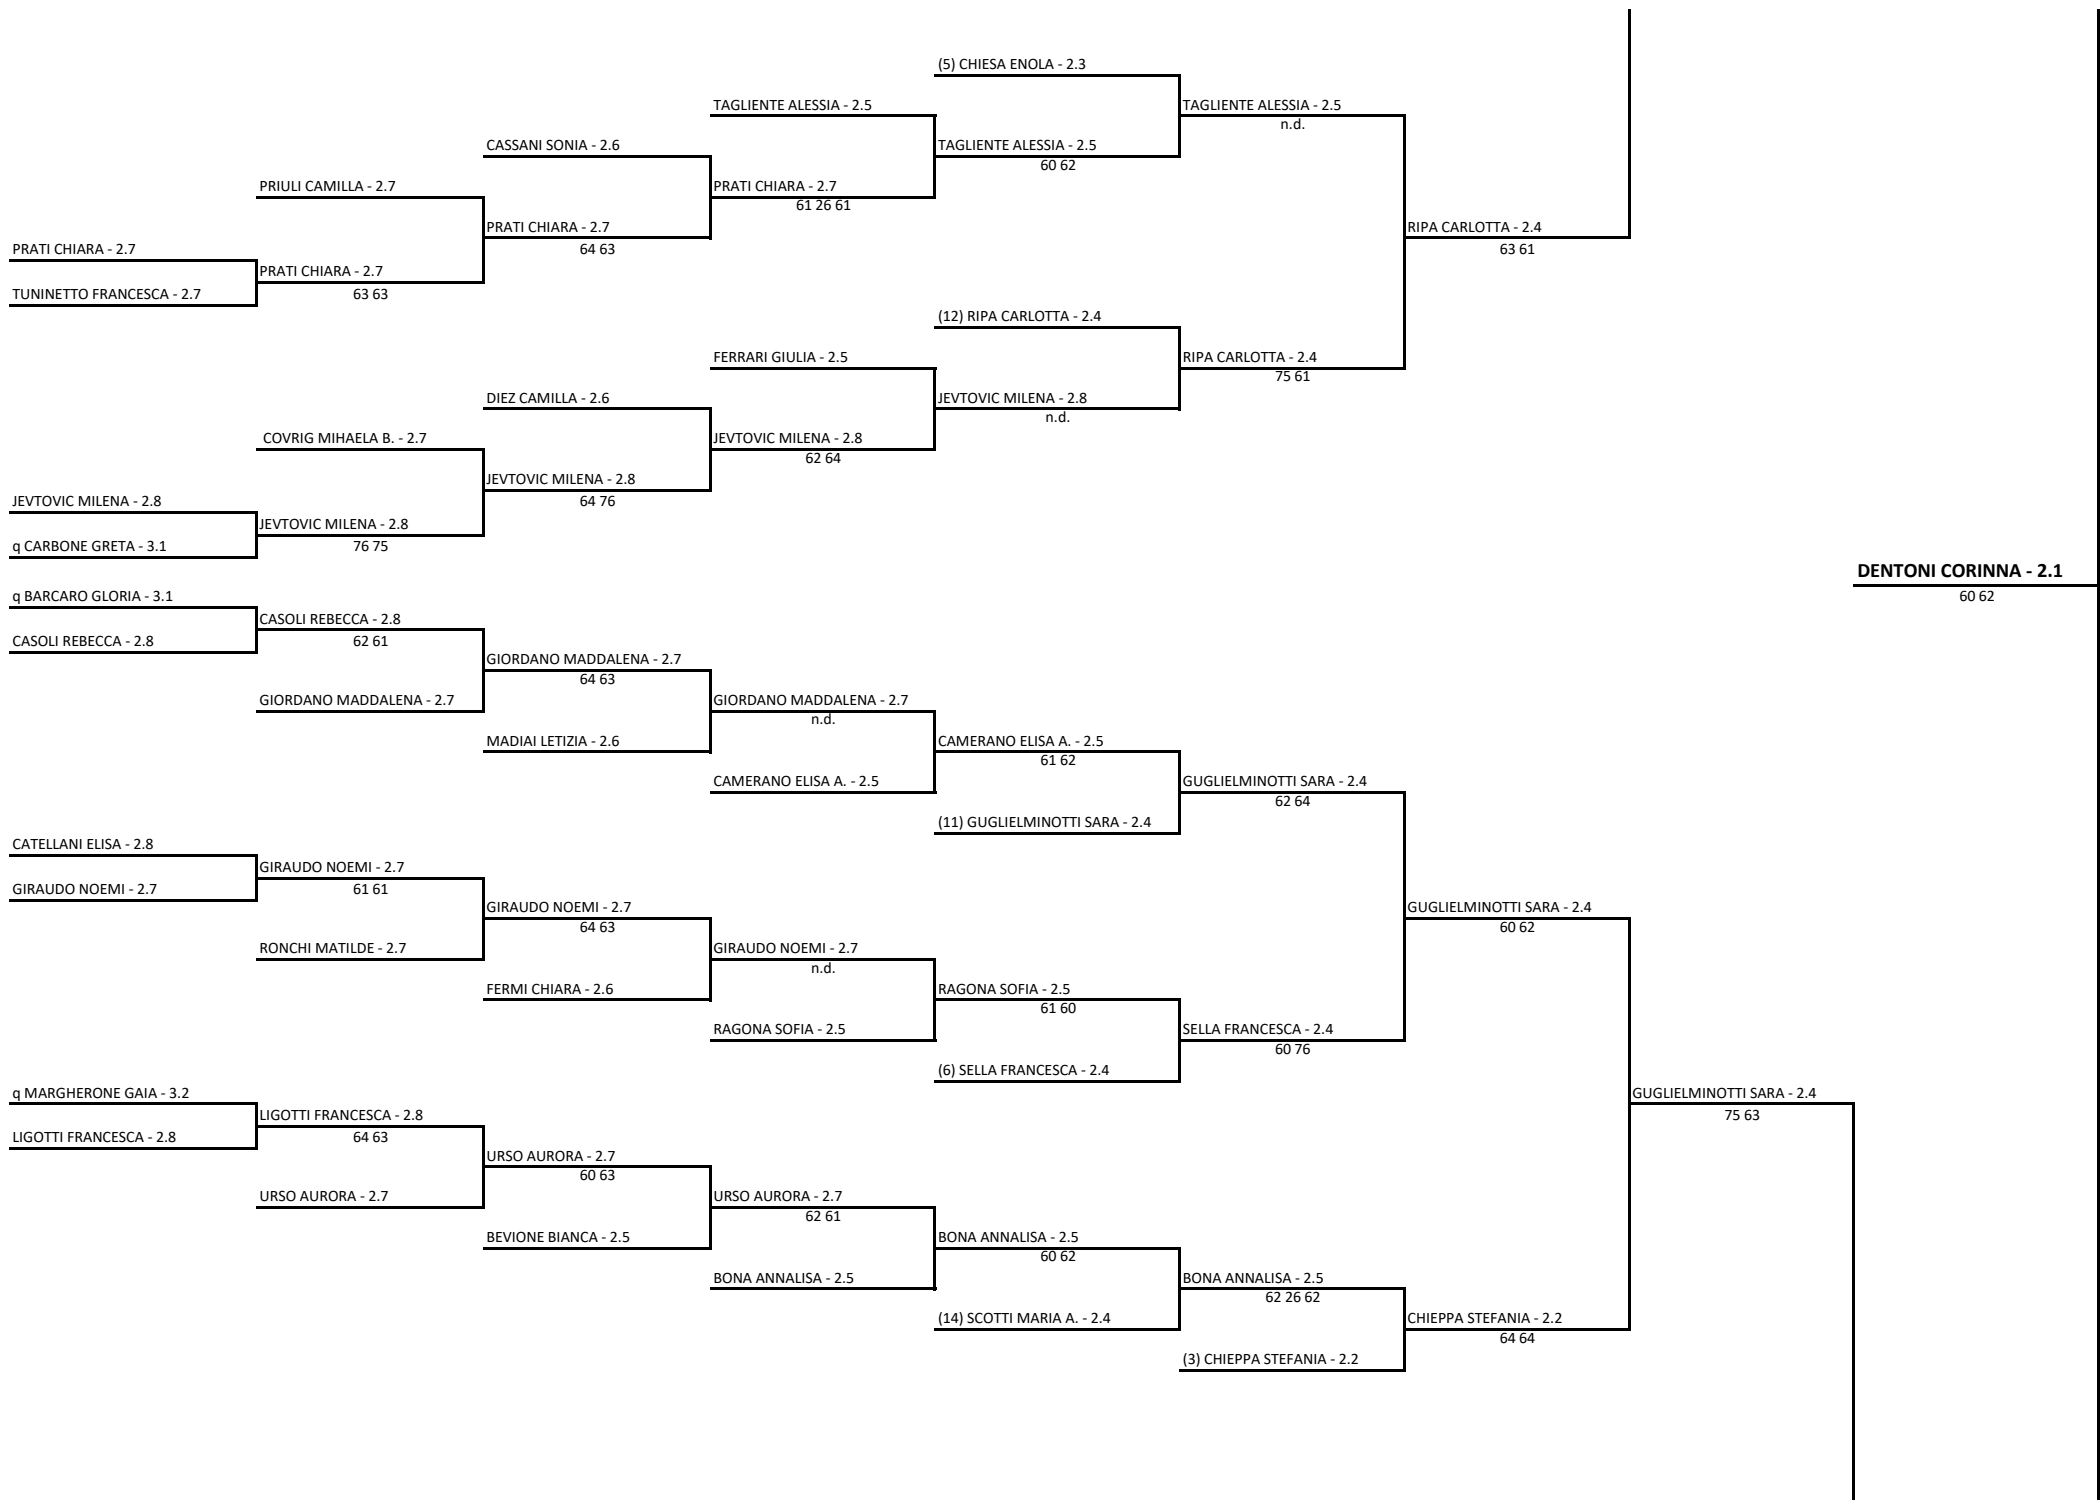 (5) CHIESA ENOLA - 2.3
TAGLIENTE ALESSIA - 2.5
TAGLIENTE ALESSIA - 2.5
n.d.
CASSANI SONIA - 2.6
TAGLIENTE ALESSIA - 2.5
60 62
PRIULI CAMILLA - 2.7
PRATI CHIARA - 2.7
61 26 61
PRATI CHIARA - 2.7
64 63
RIPA CARLOTTA - 2.4
63 61
PRATI CHIARA - 2.7
PRATI CHIARA - 2.7
63 63
TUNINETTO FRANCESCA - 2.7
(12) RIPA CARLOTTA - 2.4
FERRARI GIULIA - 2.5
RIPA CARLOTTA - 2.4
75 61
DIEZ CAMILLA - 2.6
JEVTOVIC MILENA - 2.8
n.d.
COVRIG MIHAELA B. - 2.7
JEVTOVIC MILENA - 2.8
62 64
JEVTOVIC MILENA - 2.8
64 76
JEVTOVIC MILENA - 2.8
JEVTOVIC MILENA - 2.8
76 75
q CARBONE GRETA - 3.1
DENTONI CORINNA - 2.1
60 62
q BARCARO GLORIA - 3.1
CASOLI REBECCA - 2.8
62 61
CASOLI REBECCA - 2.8
GIORDANO MADDALENA - 2.7
64 63
GIORDANO MADDALENA - 2.7
GIORDANO MADDALENA - 2.7
n.d.
MADIAI LETIZIA - 2.6
CAMERANO ELISA A. - 2.5
61 62
CAMERANO ELISA A. - 2.5
GUGLIELMINOTTI SARA - 2.4
62 64
(11) GUGLIELMINOTTI SARA - 2.4
CATELLANI ELISA - 2.8
GIRAUDO NOEMI - 2.7
61 61
GIRAUDO NOEMI - 2.7
GIRAUDO NOEMI - 2.7
64 63
GUGLIELMINOTTI SARA - 2.4
60 62
RONCHI MATILDE - 2.7
GIRAUDO NOEMI - 2.7
n.d.
FERMI CHIARA - 2.6
RAGONA SOFIA - 2.5
61 60
RAGONA SOFIA - 2.5
SELLA FRANCESCA - 2.4
60 76
(6) SELLA FRANCESCA - 2.4
q MARGHERONE GAIA - 3.2
GUGLIELMINOTTI SARA - 2.4
75 63
LIGOTTI FRANCESCA - 2.8
64 63
LIGOTTI FRANCESCA - 2.8
URSO AURORA - 2.7
60 63
URSO AURORA - 2.7
URSO AURORA - 2.7
62 61
BEVIONE BIANCA - 2.5
BONA ANNALISA - 2.5
60 62
BONA ANNALISA - 2.5
BONA ANNALISA - 2.5
62 26 62
(14) SCOTTI MARIA A. - 2.4
CHIEPPA STEFANIA - 2.2
64 64
(3) CHIEPPA STEFANIA - 2.2